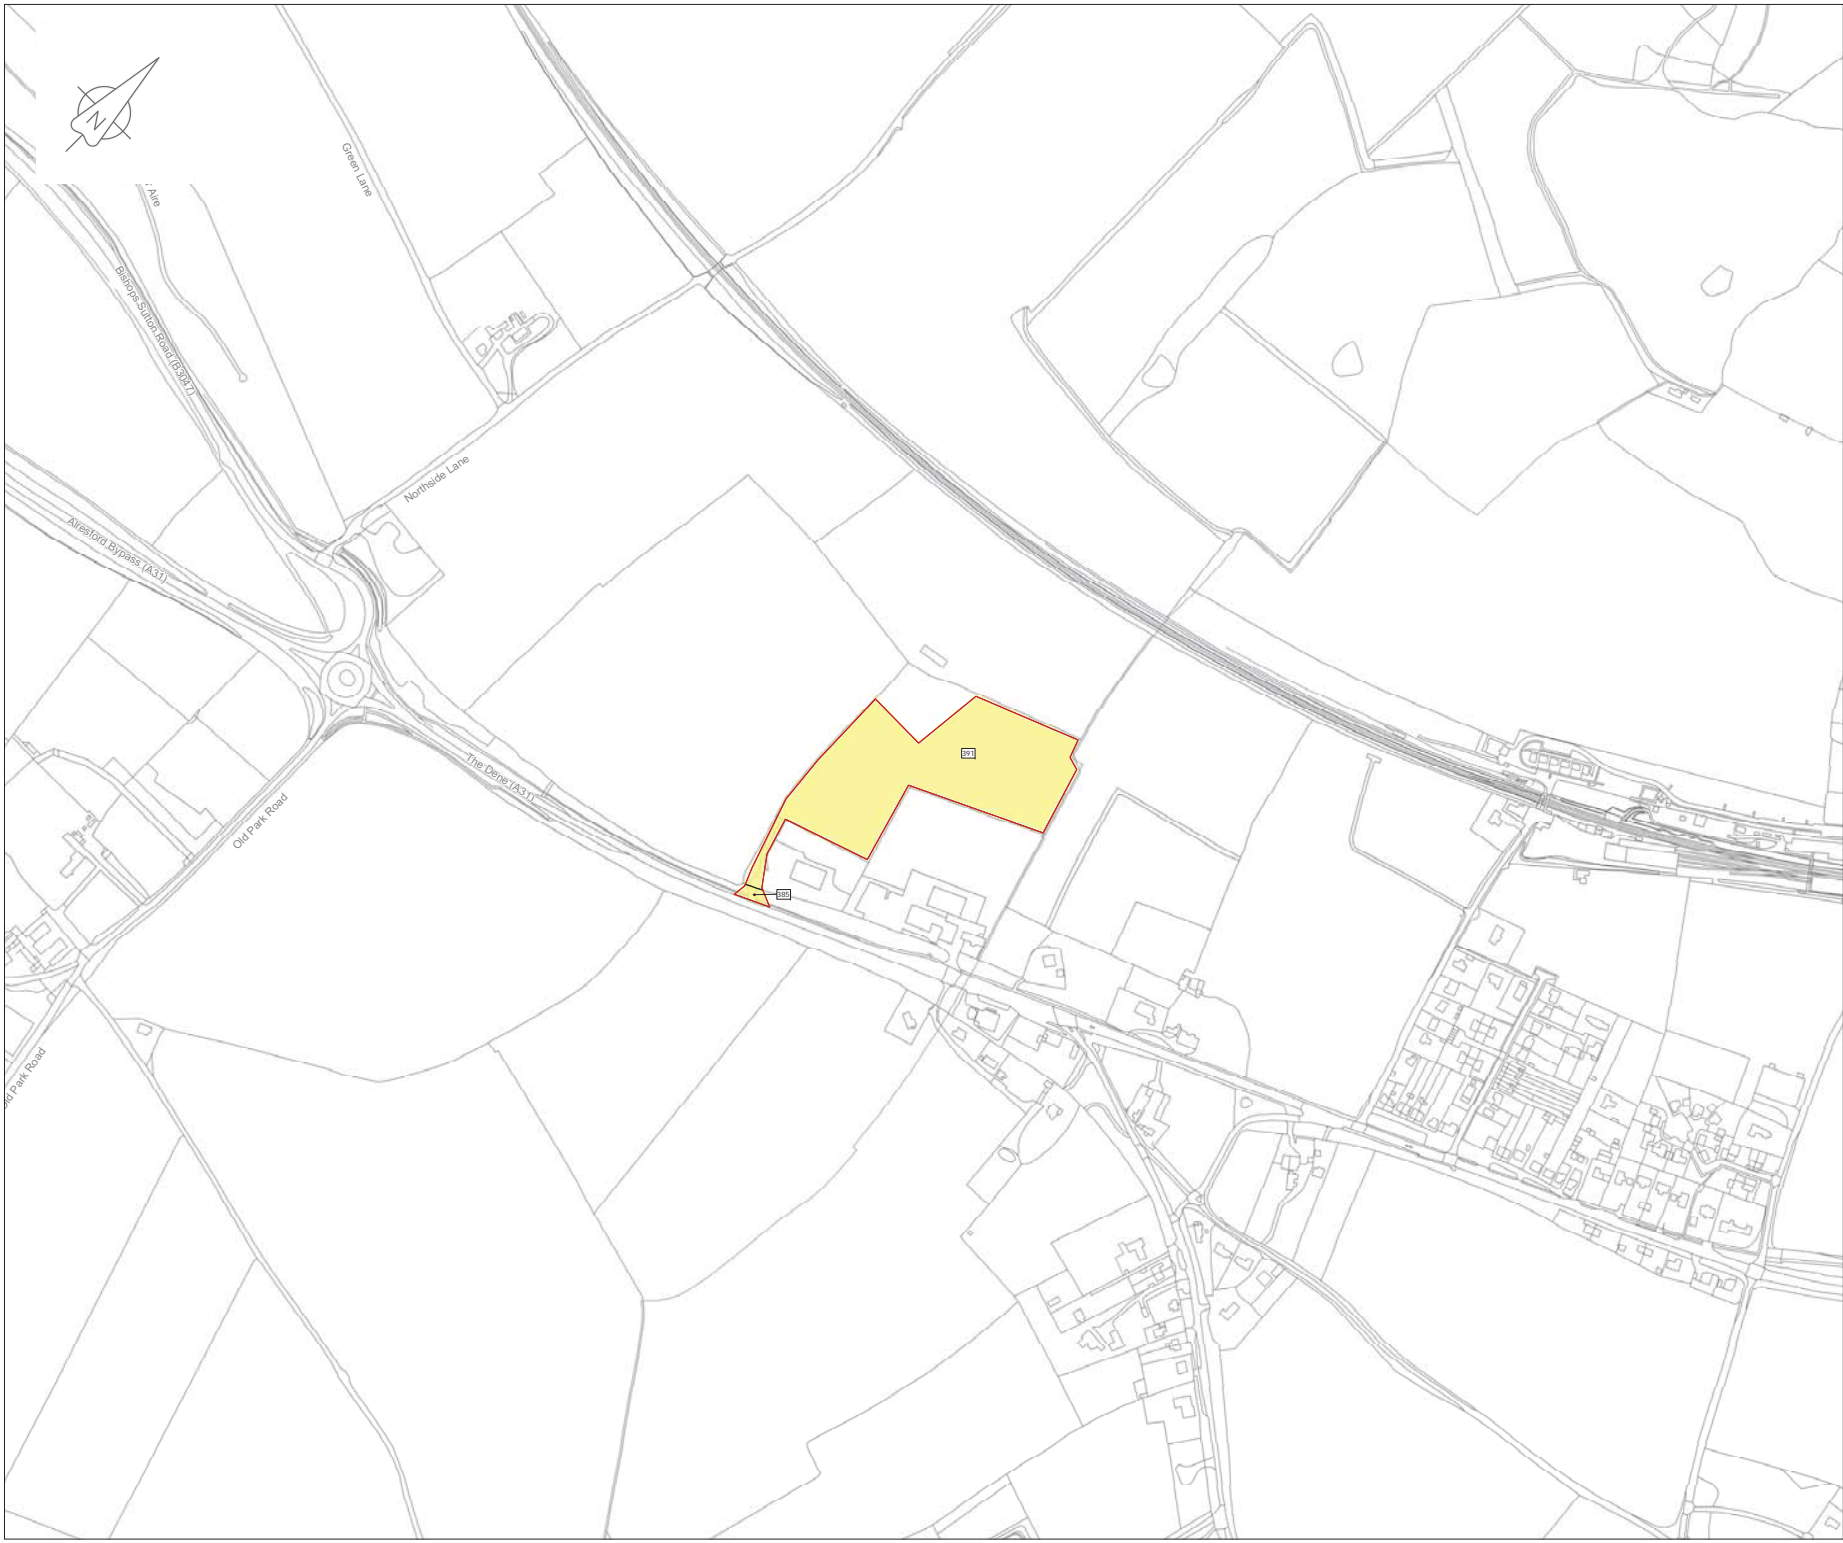 N
Green Lane
Aire
Bishops Sutton Road (B3047)
Northside Lane
Alresford Bypass (A31)
The Dene (A31)
Old Park Road
391
385
Old Park Road